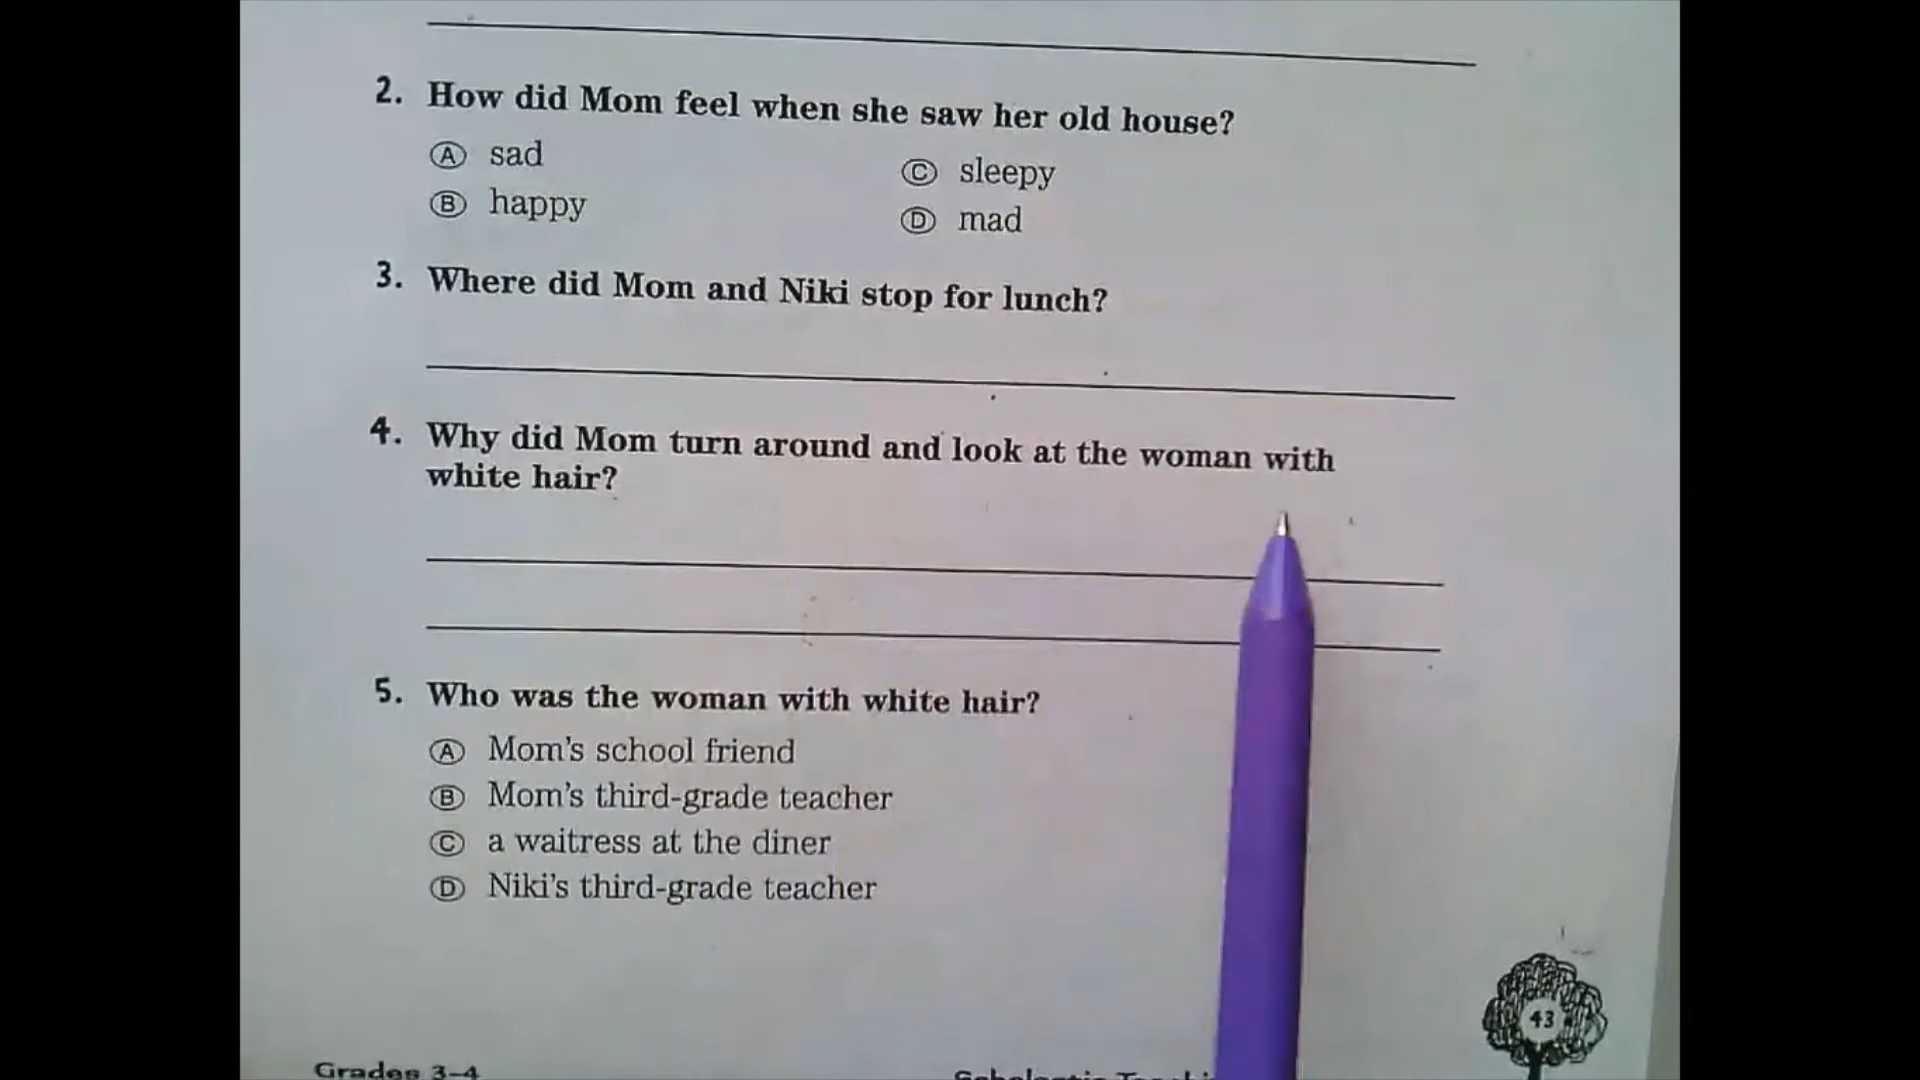 2. How did Mom feel when she saw her old house?
A sad
C sleepy
B happy
D mad
3. Where did Mom and Niki stop for lunch?
4. Why did Mom turn around and look at the woman with
white hair?
5. Who was the woman with white hair?
A Mom's school friend
B Mom's third-grade teacher
C a waitress at the diner
D Niki's third-grade teacher
43
Grades 3–4
Scholastic